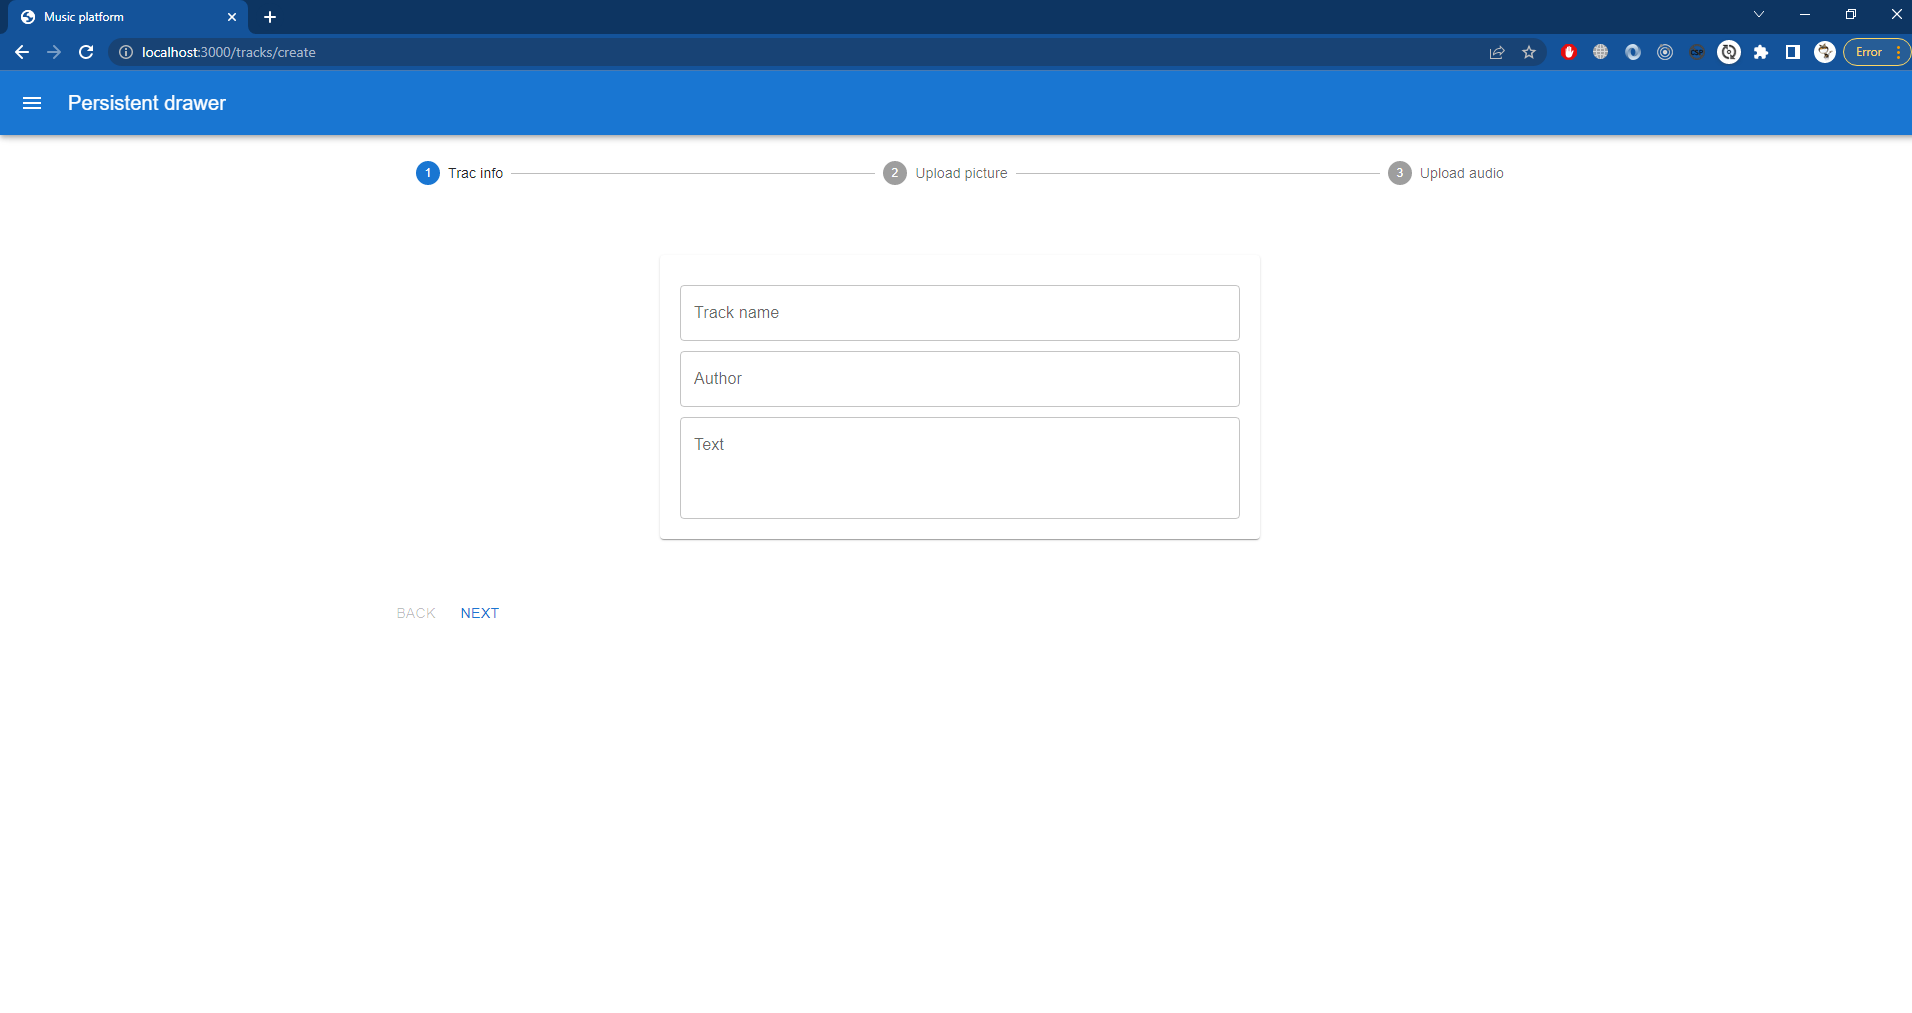 Music platform
localhost:3000/tracks/create
CSP
Error
Persistent drawer
1 Trac info
2 Upload picture
3 Upload audio
Track name
Author
Text
BACK NEXT